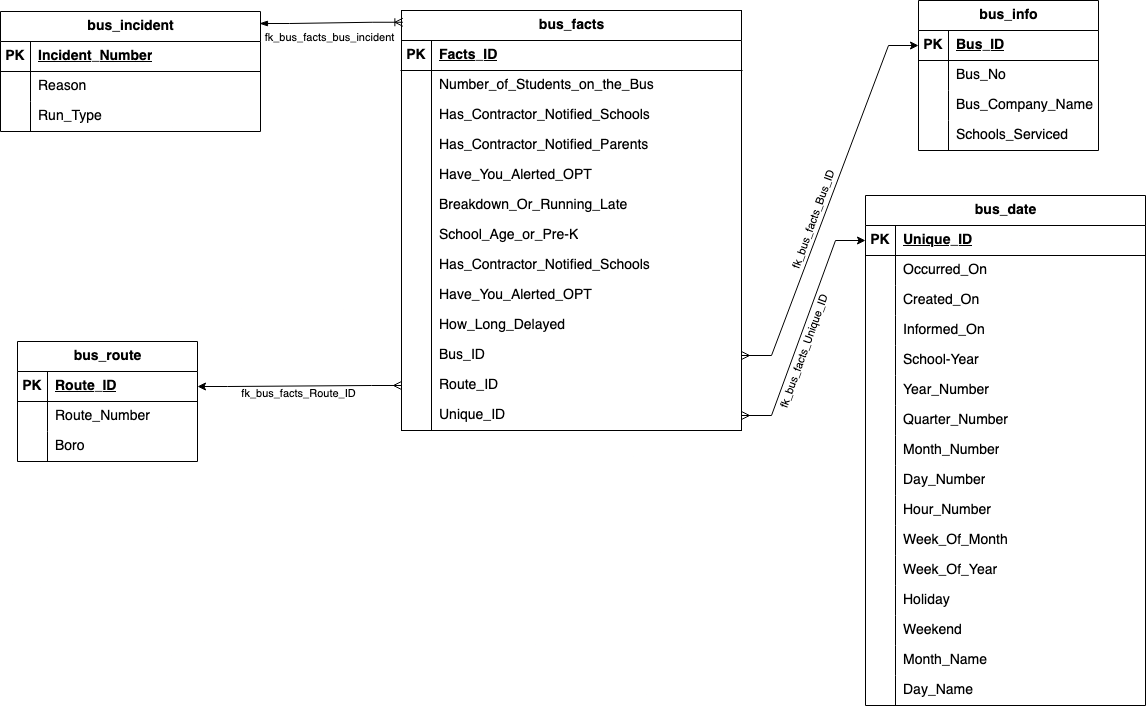 bus_incident
PK Incident_Number
Reason
Run_Type
fk_bus_facts_bus_incident
bus_facts
PK Facts_ID
Number_of_Students_on_the_Bus
Has_Contractor_Notified_Schools
Has_Contractor_Notified_Parents
Have_You_Alerted_OPT
Breakdown_Or_Running_Late
School_Age_or_Pre-K
Has_Contractor_Notified_Schools
Have_You_Alerted_OPT
How_Long_Delayed
Bus_ID
Route_ID
Unique_ID
bus_info
PK Bus_ID
Bus_No
Bus_Company_Name
Schools_Serviced
fk_bus_facts_Bus_ID
fk_bus_facts_Unique_ID
bus_date
PK Unique_ID
Occurred_On
Created_On
Informed_On
School-Year
Year_Number
Quarter_Number
Month_Number
Day_Number
Hour_Number
Week_Of_Month
Week_Of_Year
Holiday
Weekend
Month_Name
Day_Name
bus_route
PK Route_ID
Route_Number
Boro
fk_bus_facts_Route_ID